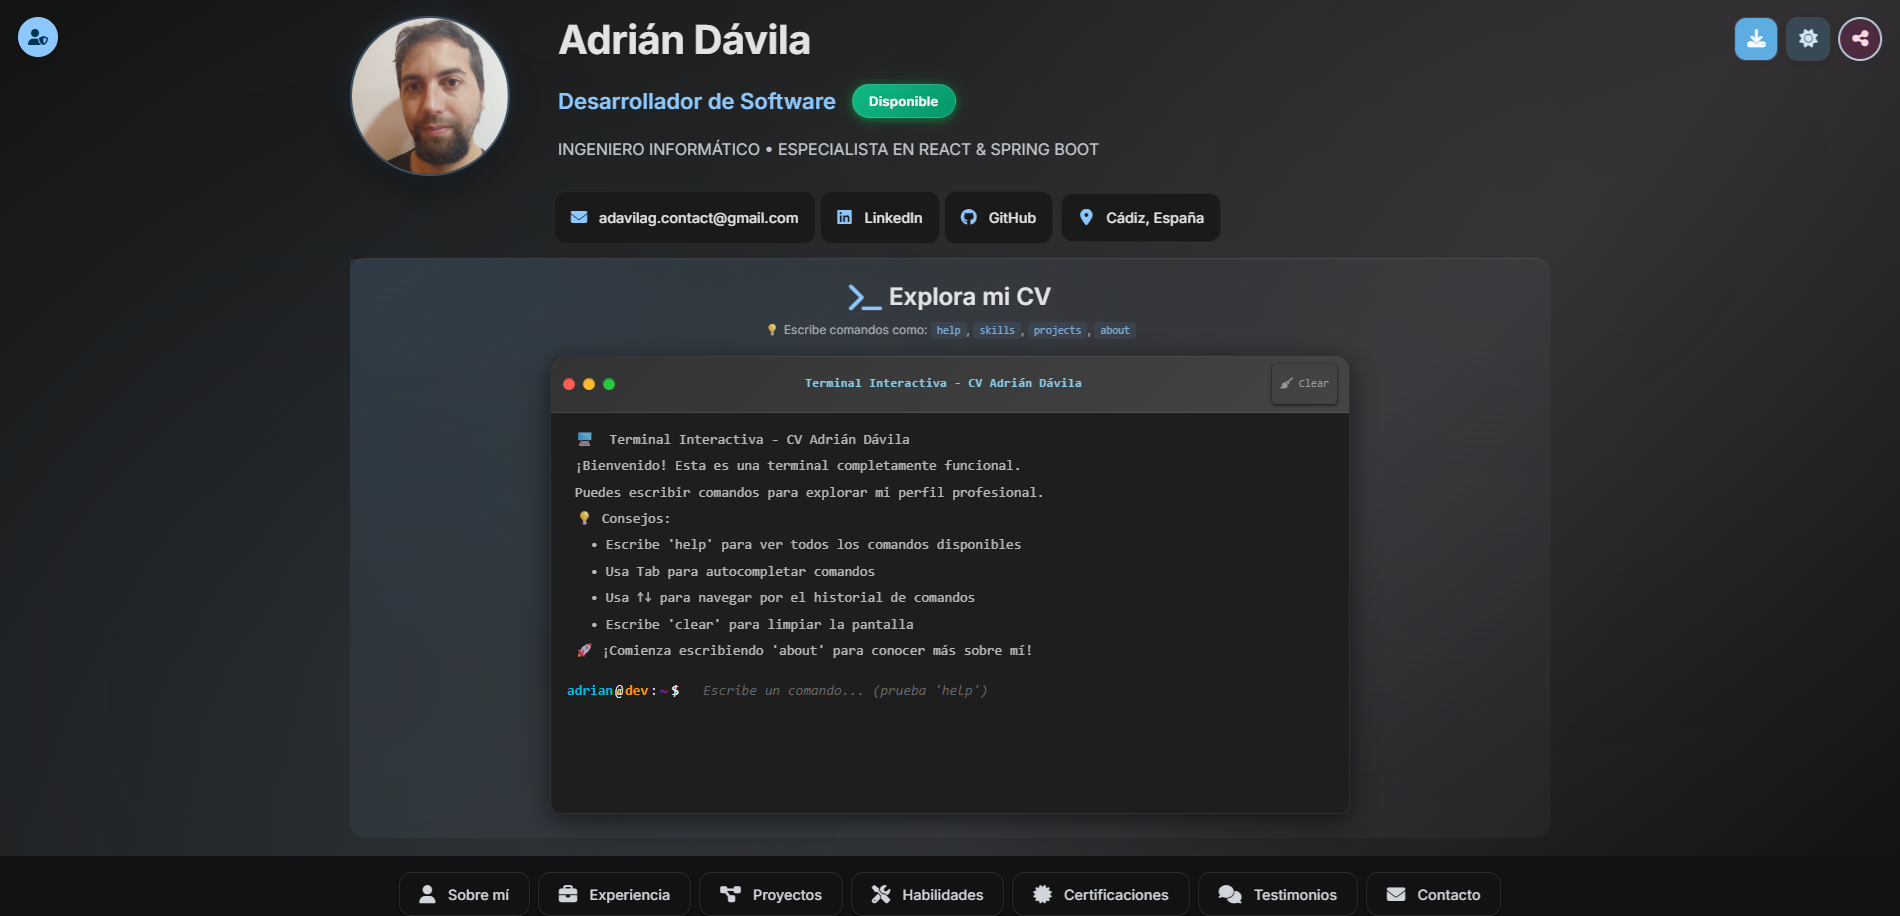 Adrián Dávila
Desarrollador de Software
Disponible
INGENIERO INFORMÁTICO • ESPECIALISTA EN REACT & SPRING BOOT
adavilag.contact@gmail.com
LinkedIn
GitHub
Cádiz, España
Explora mi CV
Escribe comandos como: help, skills, projects, about
Terminal Interactiva - CV Adrián Dávila
Clear
Terminal Interactiva - CV Adrián Dávila
¡Bienvenido! Esta es una terminal completamente funcional.
Puedes escribir comandos para explorar mi perfil profesional.
💡 Consejos:
• Escribe 'help' para ver todos los comandos disponibles
• Usa Tab para autocompletar comandos
• Usa ↑↓ para navegar por el historial de comandos
• Escribe 'clear' para limpiar la pantalla
🚀 ¡Comienza escribiendo 'about' para conocer más sobre mí!
adrian@dev:~$ Escribe un comando... (prueba 'help')
Sobre mí
Experiencia
Proyectos
Habilidades
Certificaciones
Testimonios
Contacto